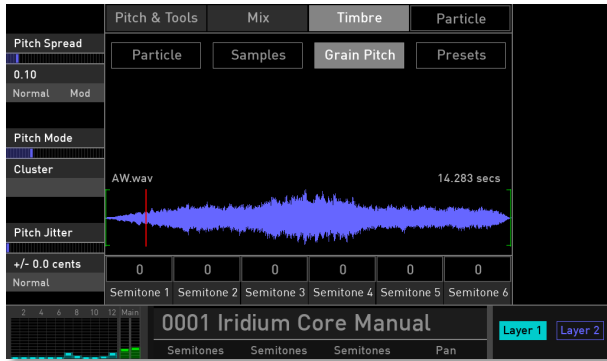 Pitch & Tools Mix Timbre Particle
Pitch Spread
Particle Samples Grain Pitch Presets
0.10
Normal Mod
Pitch Mode
Cluster
AW.wav 14.283 secs
Pitch Jitter
+/- 0.0 cents
Normal
0 0 0 0 0 0
Semitone 1 Semitone 2 Semitone 3 Semitone 4 Semitone 5 Semitone 6
2 4 6 8 10 12 Main
0001 Iridium Core Manual
Layer 1 Layer 2
Semitones Semitones Semitones Pan